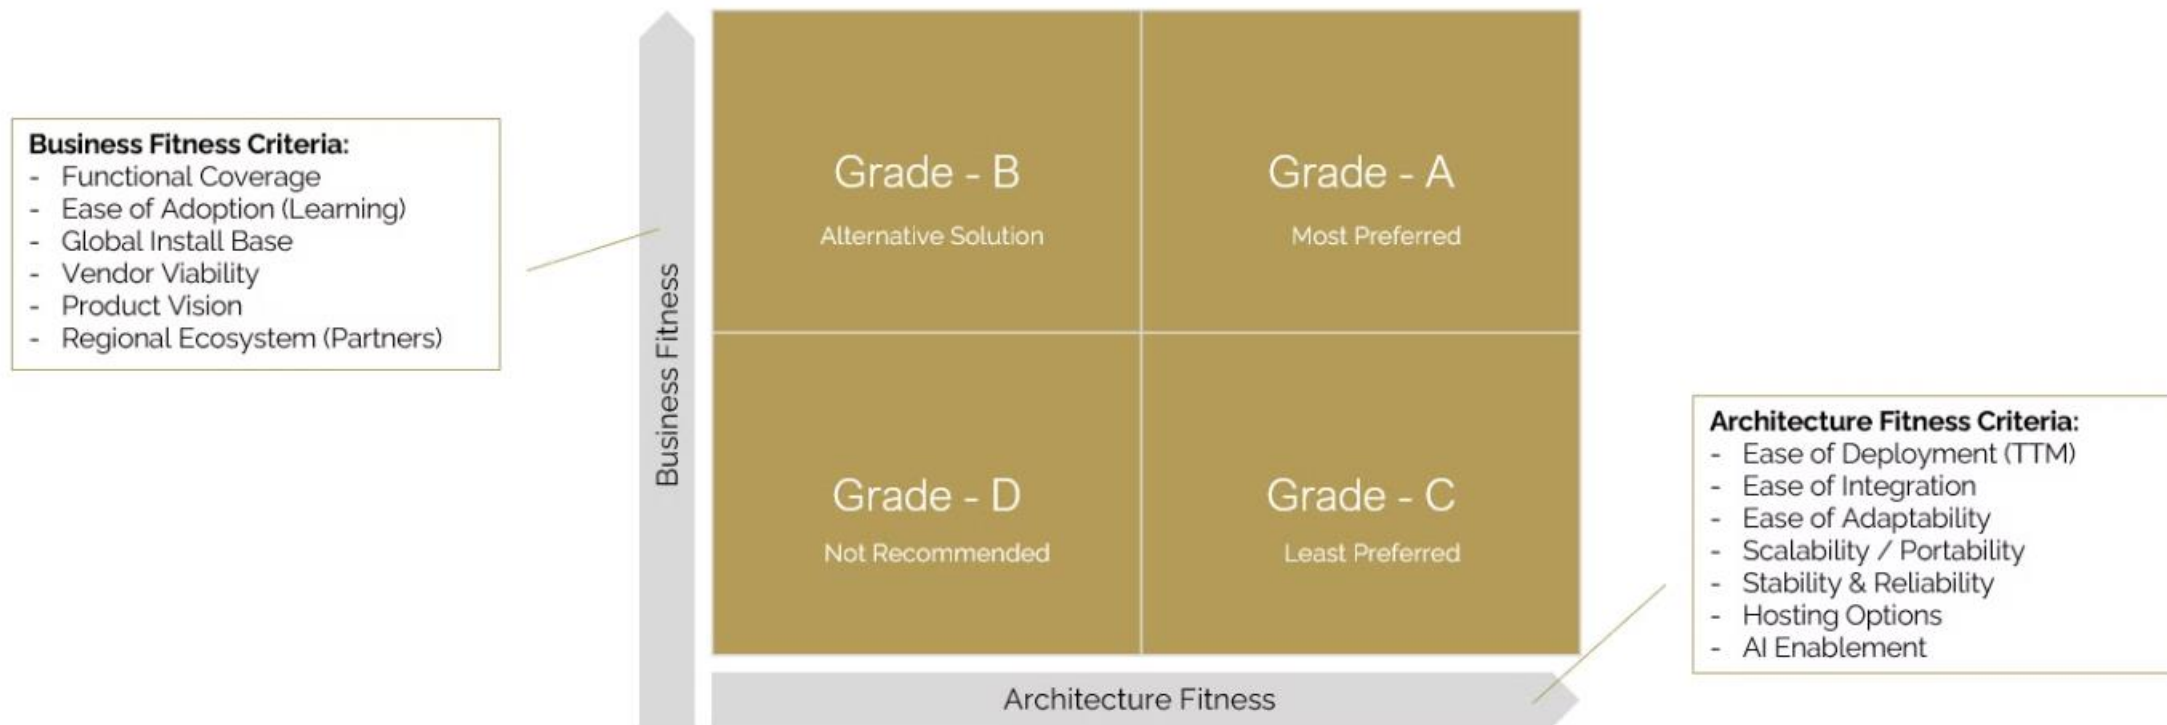 Business Fitness Criteria:
- Functional Coverage
- Ease of Adoption (Learning)
- Global Install Base
- Vendor Viability
- Product Vision
- Regional Ecosystem (Partners)
Business Fitness
Grade - B
Alternative Solution
Grade - A
Most Preferred
Grade - D
Not Recommended
Grade - C
Least Preferred
Architecture Fitness
Architecture Fitness Criteria:
- Ease of Deployment (TTM)
- Ease of Integration
- Ease of Adaptability
- Scalability / Portability
- Stability & Reliability
- Hosting Options
- AI Enablement